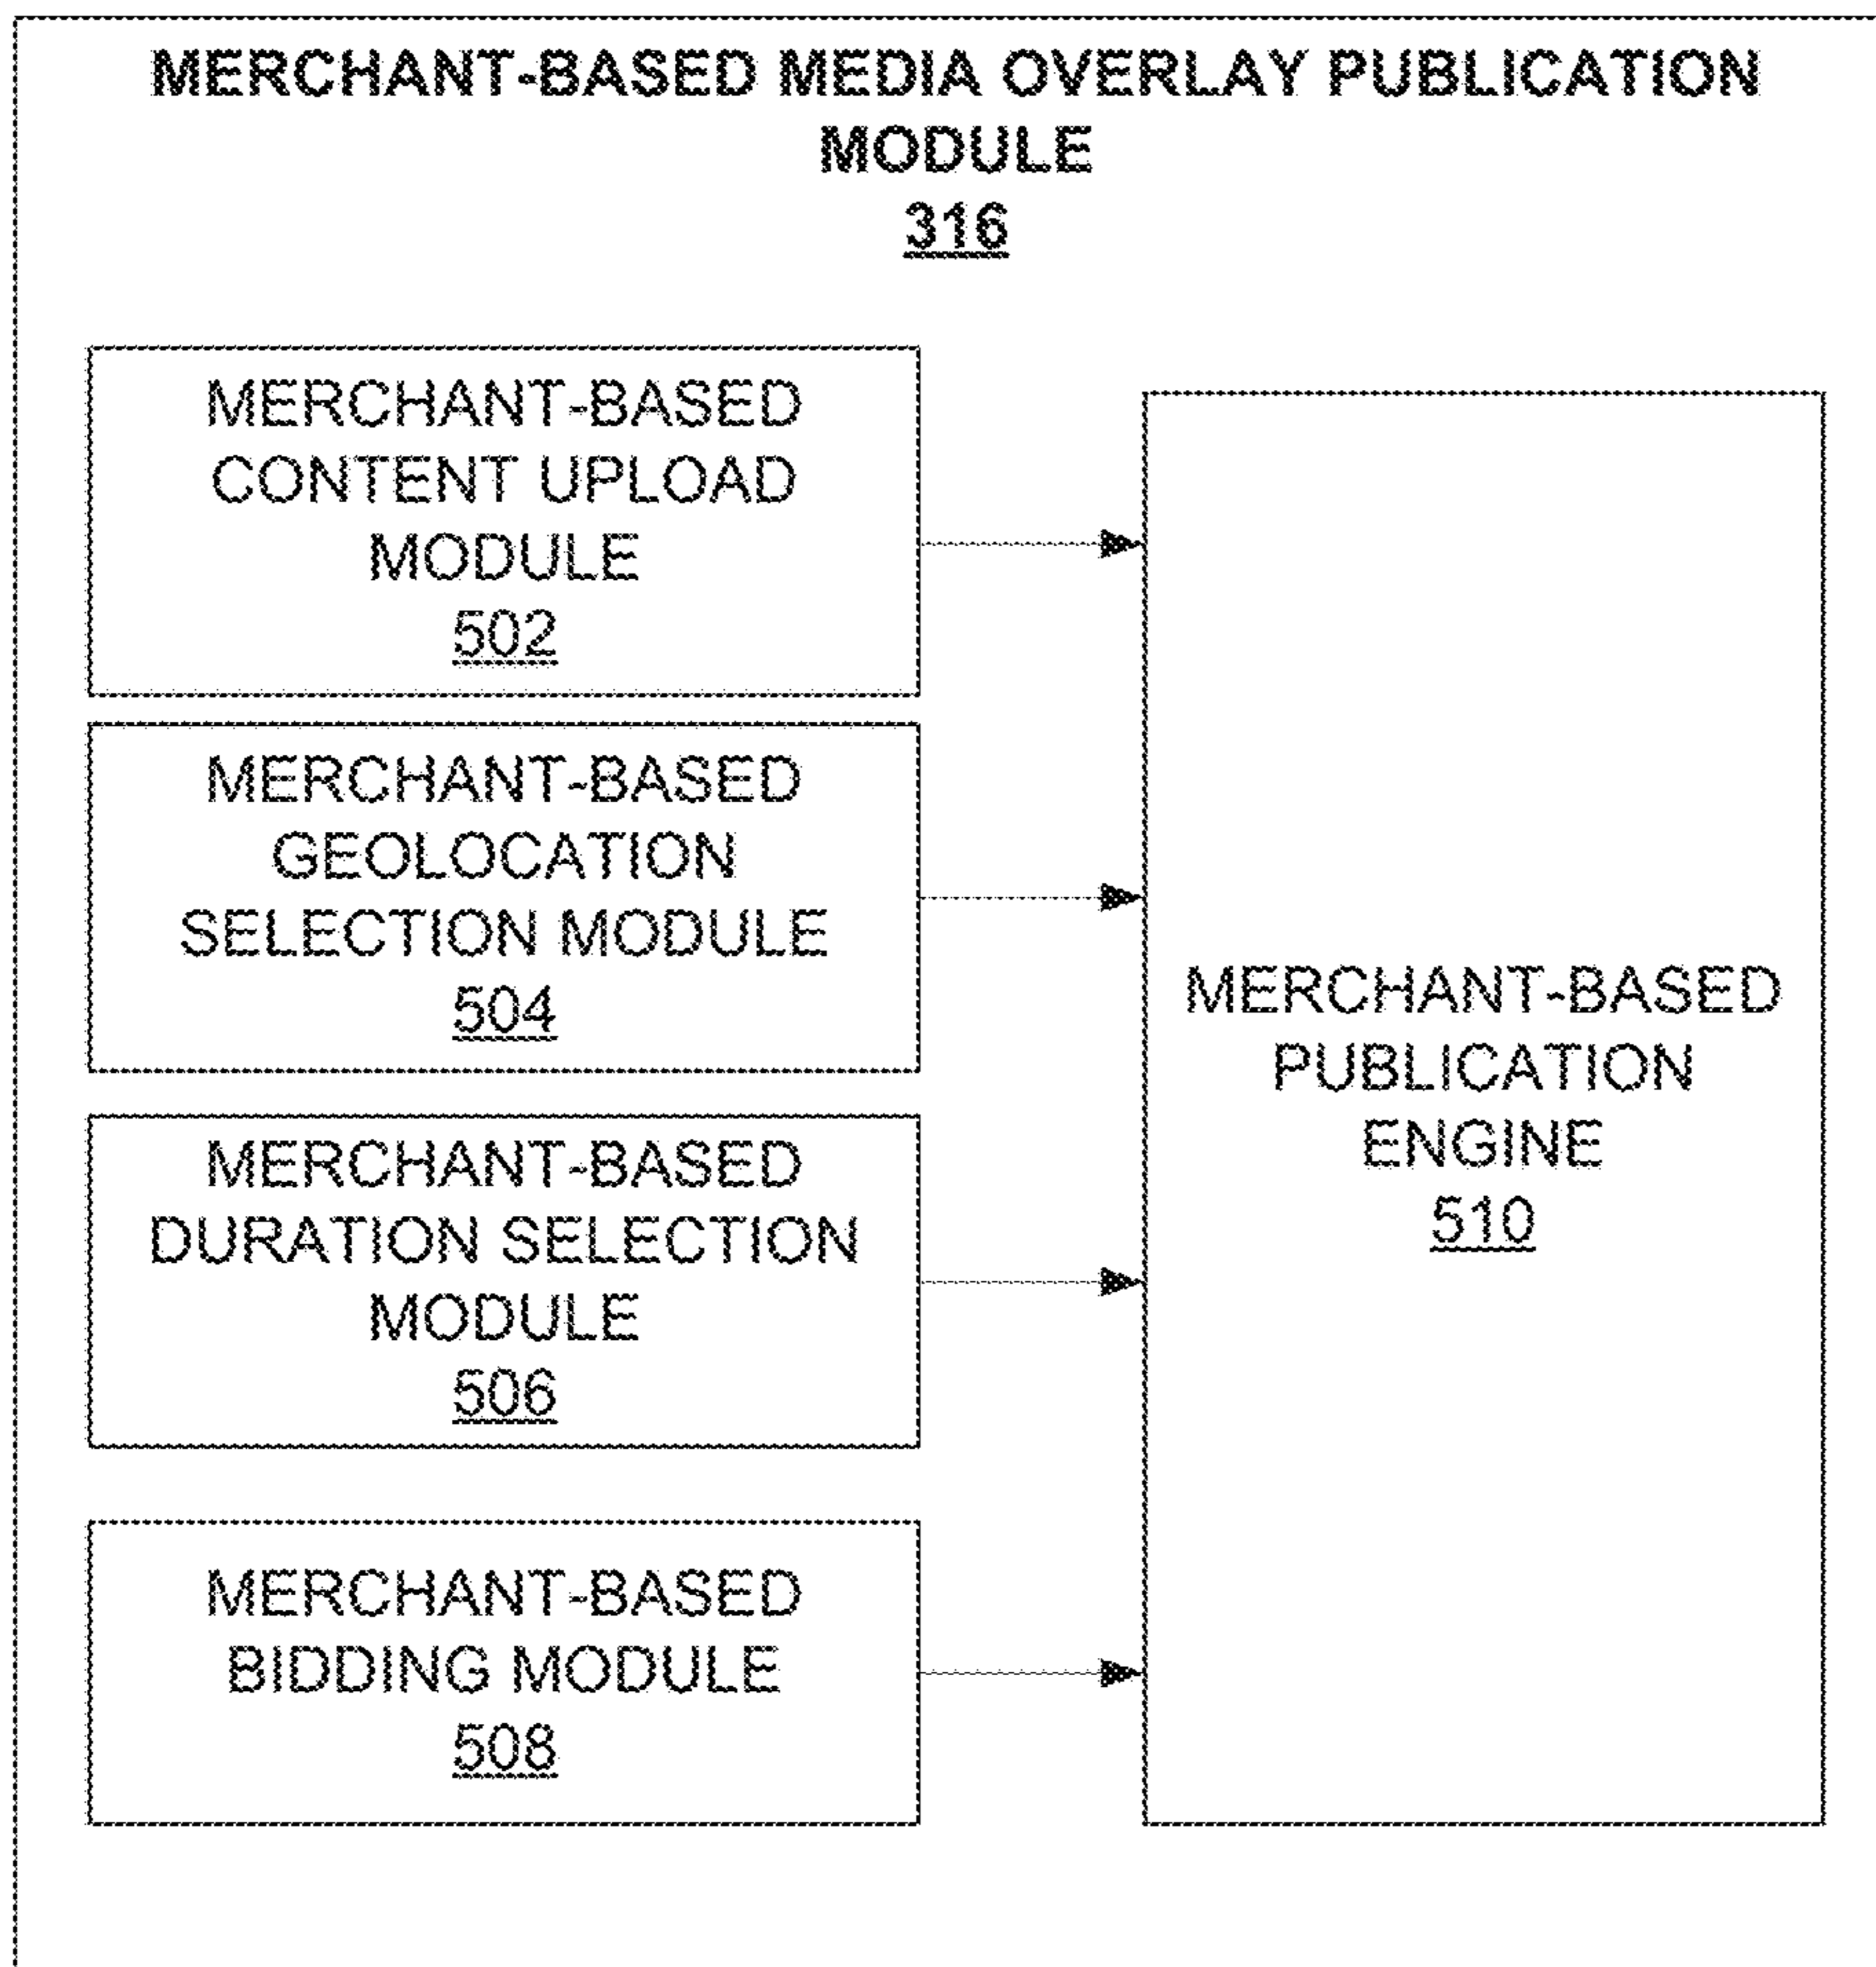 MERCHANT-BASED MEDIA OVERLAY PUBLICATION
MODULE
316
MERCHANT-BASED
CONTENT UPLOAD
MODULE
502
MERCHANT-BASED
GEOLOCATION
SELECTION MODULE
504
MERCHANT-BASED
DURATION SELECTION
MODULE
506
MERCHANT-BASED
BIDDING MODULE
508
MERCHANT-BASED
PUBLICATION
ENGINE
510